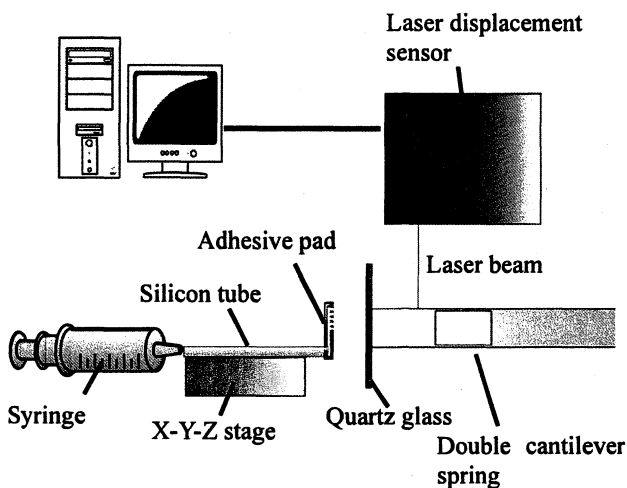 Laser displacement
sensor
Adhesive pad
Laser beam
Silicon tube
Syringe
X-Y-Z stage
Quartz glass
Double cantilever
spring